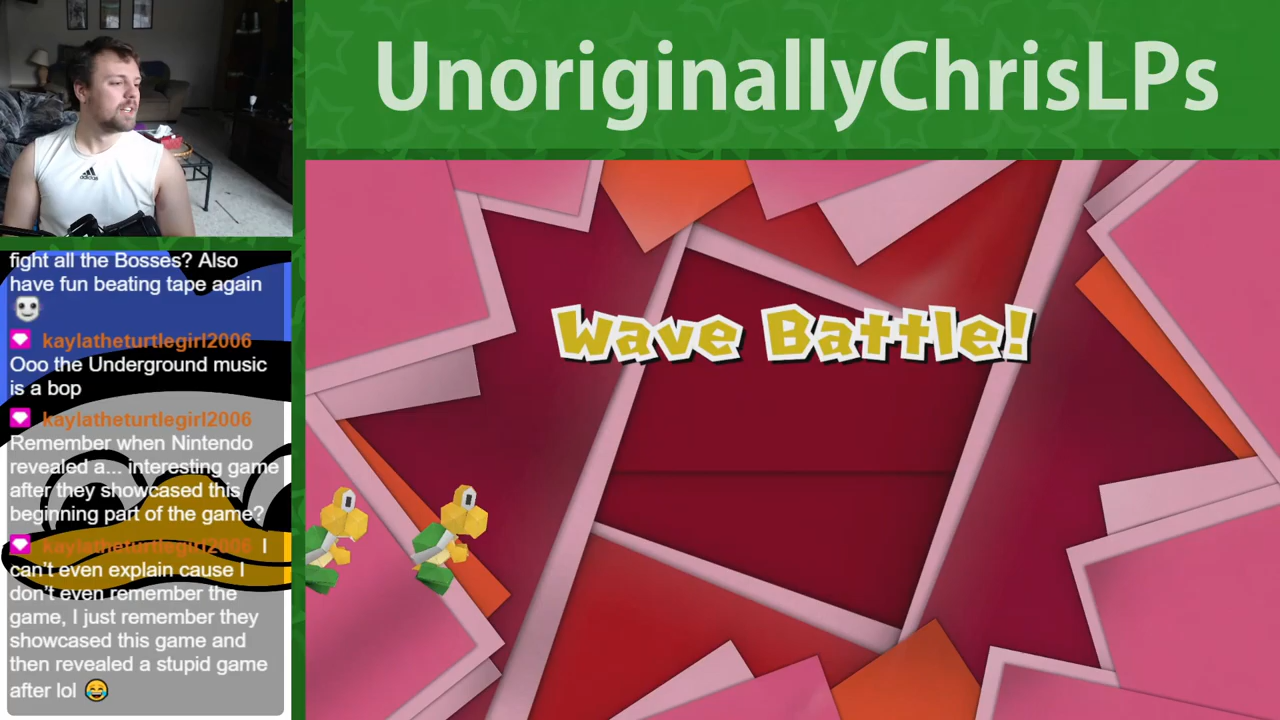 UnoriginallyChrisLPs
adidas
fight all the Bosses? Also
have fun beating tape again
kaylatheturtlegirl2006
Ooo the Underground music
is a bop
kaylatheturtlegirl2006
Remember when Nintendo
revealed a... interesting game
after they showcased this
beginning part of the game?
kaylatheturtlegirl2006 I
can't even explain cause I
don't even remember the
game, I just remember they
showcased this game and
then revealed a stupid game
after lol 😂
Wave Battle!